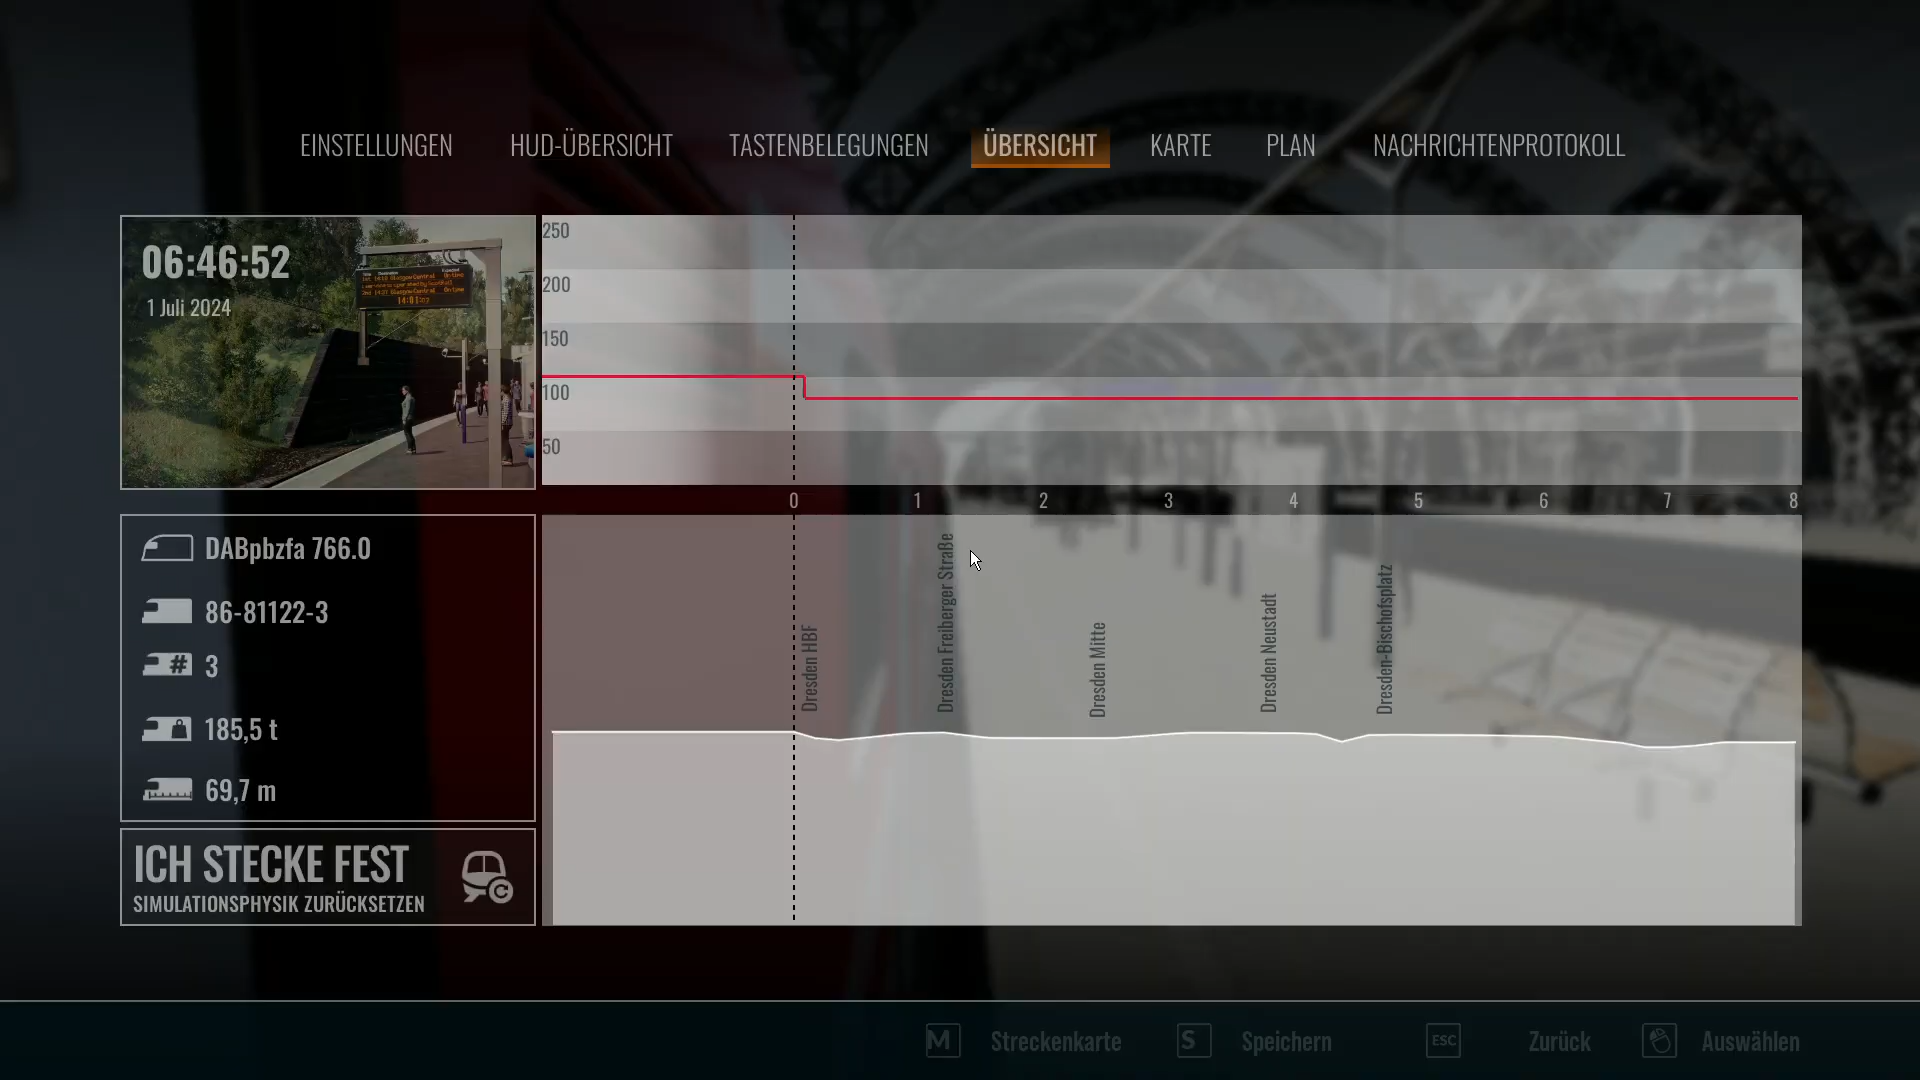 EINSTELLUNGEN HUD-ÜBERSICHT TASTENBELEGUNGEN ÜBERSICHT KARTE PLAN NACHRICHTENPROTOKOLL
06:46:52
1 Juli 2024
250
200
150
100
50
0 1 2 3 4 5 6 7 8
Dresden HBF
Dresden Freiberger Straße
Dresden Mitte
Dresden Neustadt
Dresden-Bischofsplatz
DABpbzfa 766.0
86-81122-3
# 3
185,5 t
69,7 m
ICH STECKE FEST
SIMULATIONSPHYSIK ZURÜCKSETZEN
M Streckenkarte S Speichern ESC Zurück Auswählen